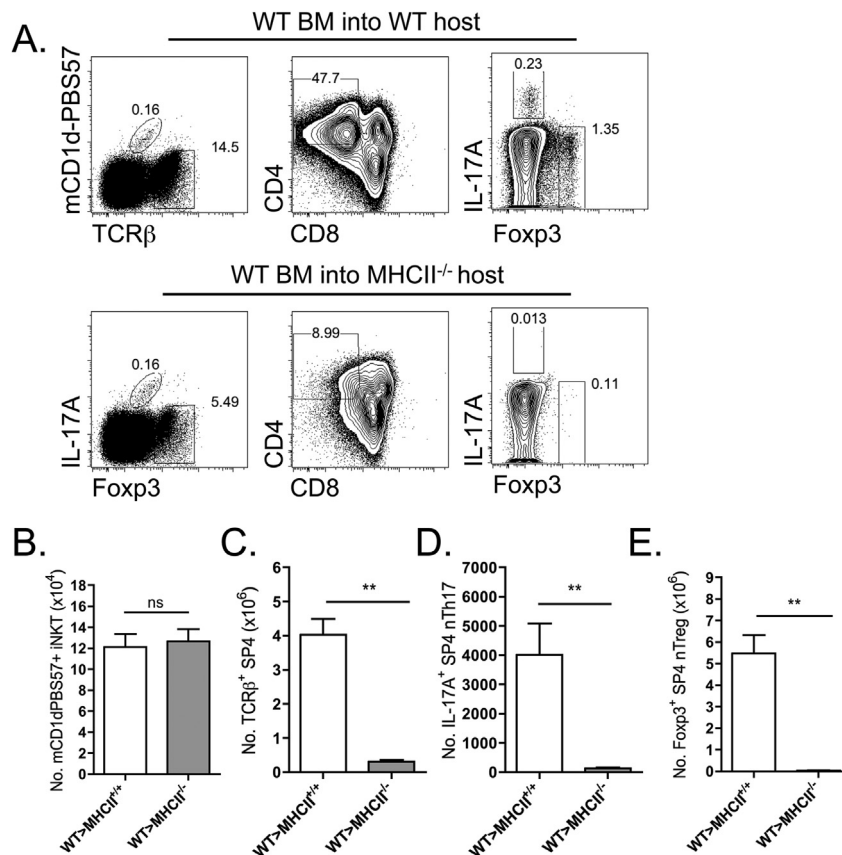 A.
WT BM into WT host
mCD1d-PBS57
0.16
14.5
TCRβ
47.7
CD4
CD8
0.23
1.35
IL-17A
Foxp3
WT BM into MHCII-/- host
0.16
5.49
IL-17A
Foxp3
8.99
CD4
CD8
0.013
0.11
IL-17A
Foxp3
B.
No. mCD1dPBS57+ iNKT (x10⁴)
18
16
14
12
10
8
6
4
2
0
ns
WT>MHCII+/+
WT>MHCII-/-
C.
No. TCRβ+ SP4 (x10⁶)
6
5
4
3
2
1
0
**
WT>MHCII+/+
WT>MHCII-/-
D.
No. IL-17A+ SP4 nTh17
7000
6000
5000
4000
3000
2000
1000
0
**
WT>MHCII+/+
WT>MHCII-/-
E.
No. Foxp3+ SP4 nTreg (x10⁶)
9
8
7
6
5
4
3
2
1
0
**
WT>MHCII+/+
WT>MHCII-/-